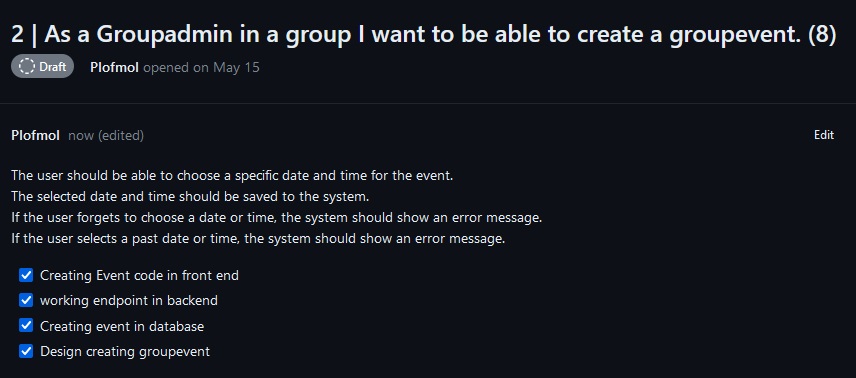 2 | As a Groupadmin in a group I want to be able to create a groupevent. (8)
Draft Plofmol opened on May 15
Plofmol now (edited) Edit
The user should be able to choose a specific date and time for the event.
The selected date and time should be saved to the system.
If the user forgets to choose a date or time, the system should show an error message.
If the user selects a past date or time, the system should show an error message.
Creating Event code in front end
working endpoint in backend
Creating event in database
Design creating groupevent